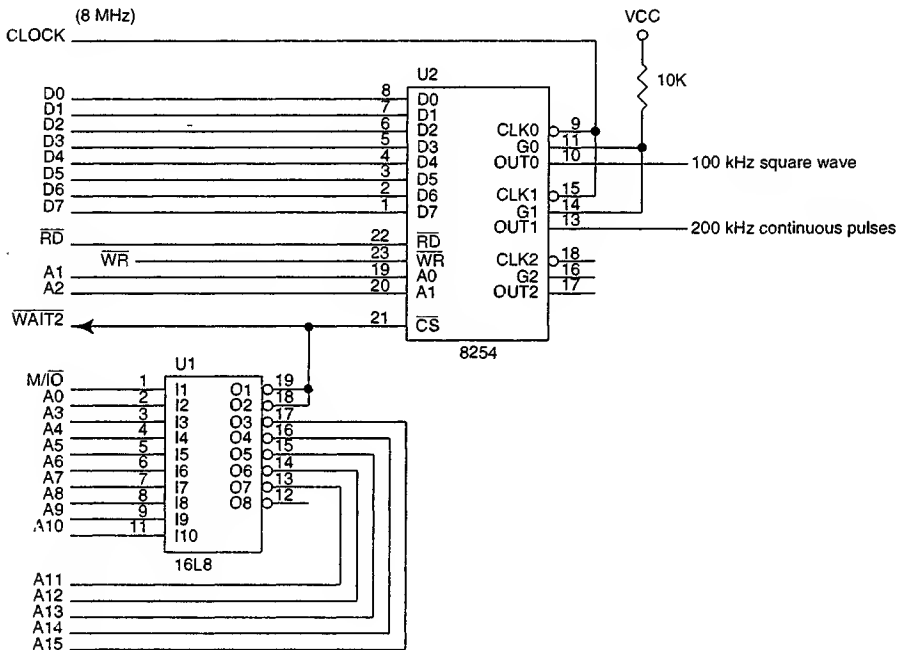 (8 MHz)
CLOCK
VCC
10K
U2
D0 8 D0
D1 7 D1
D2 6 D2
D3 5 D3
D4 4 D4
D5 3 D5
D6 2 D6
D7 1 D7
RD 22 RD
WR 23 WR
A1 19 A0
A2 20 A1
WAIT2 21 CS
CLK0 9
G0 11
OUT0 10 100 kHz square wave
CLK1 15
G1 14
OUT1 13 200 kHz continuous pulses
CLK2 18
G2 16
OUT2 17
8254
U1
M/IO 1 I1 O1 19
A0 2 I2 O2 18
A3 3 I3 O3 17
A4 4 I4 O4 16
A5 5 I5 O5 15
A6 6 I6 O6 14
A7 7 I7 O7 13
A8 8 I8 O8 12
A9 9 I9
A10 11 I10
16L8
A11
A12
A13
A14
A15